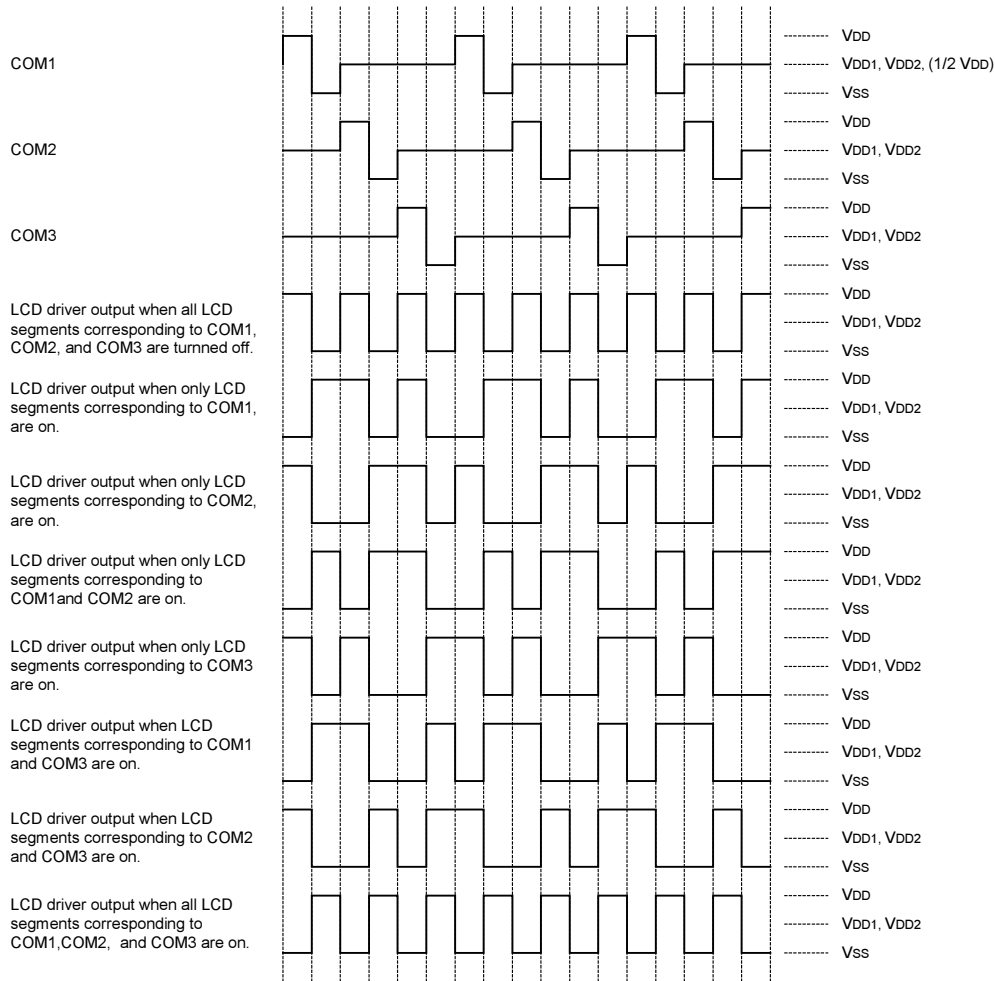 COM1
VDD
VDD1, VDD2, (1/2 VDD)
VSS
COM2
VDD
VDD1, VDD2
VSS
COM3
VDD
VDD1, VDD2
VSS
LCD driver output when all LCD
segments corresponding to COM1,
COM2, and COM3 are turnned off.
VDD
VDD1, VDD2
VSS
LCD driver output when only LCD
segments corresponding to COM1,
are on.
VDD
VDD1, VDD2
VSS
LCD driver output when only LCD
segments corresponding to COM2,
are on.
VDD
VDD1, VDD2
VSS
LCD driver output when only LCD
segments corresponding to
COM1and COM2 are on.
VDD
VDD1, VDD2
VSS
LCD driver output when only LCD
segments corresponding to COM3
are on.
VDD
VDD1, VDD2
VSS
LCD driver output when LCD
segments corresponding to COM1
and COM3 are on.
VDD
VDD1, VDD2
VSS
LCD driver output when LCD
segments corresponding to COM2
and COM3 are on.
VDD
VDD1, VDD2
VSS
LCD driver output when all LCD
segments corresponding to
COM1,COM2, and COM3 are on.
VDD
VDD1, VDD2
VSS